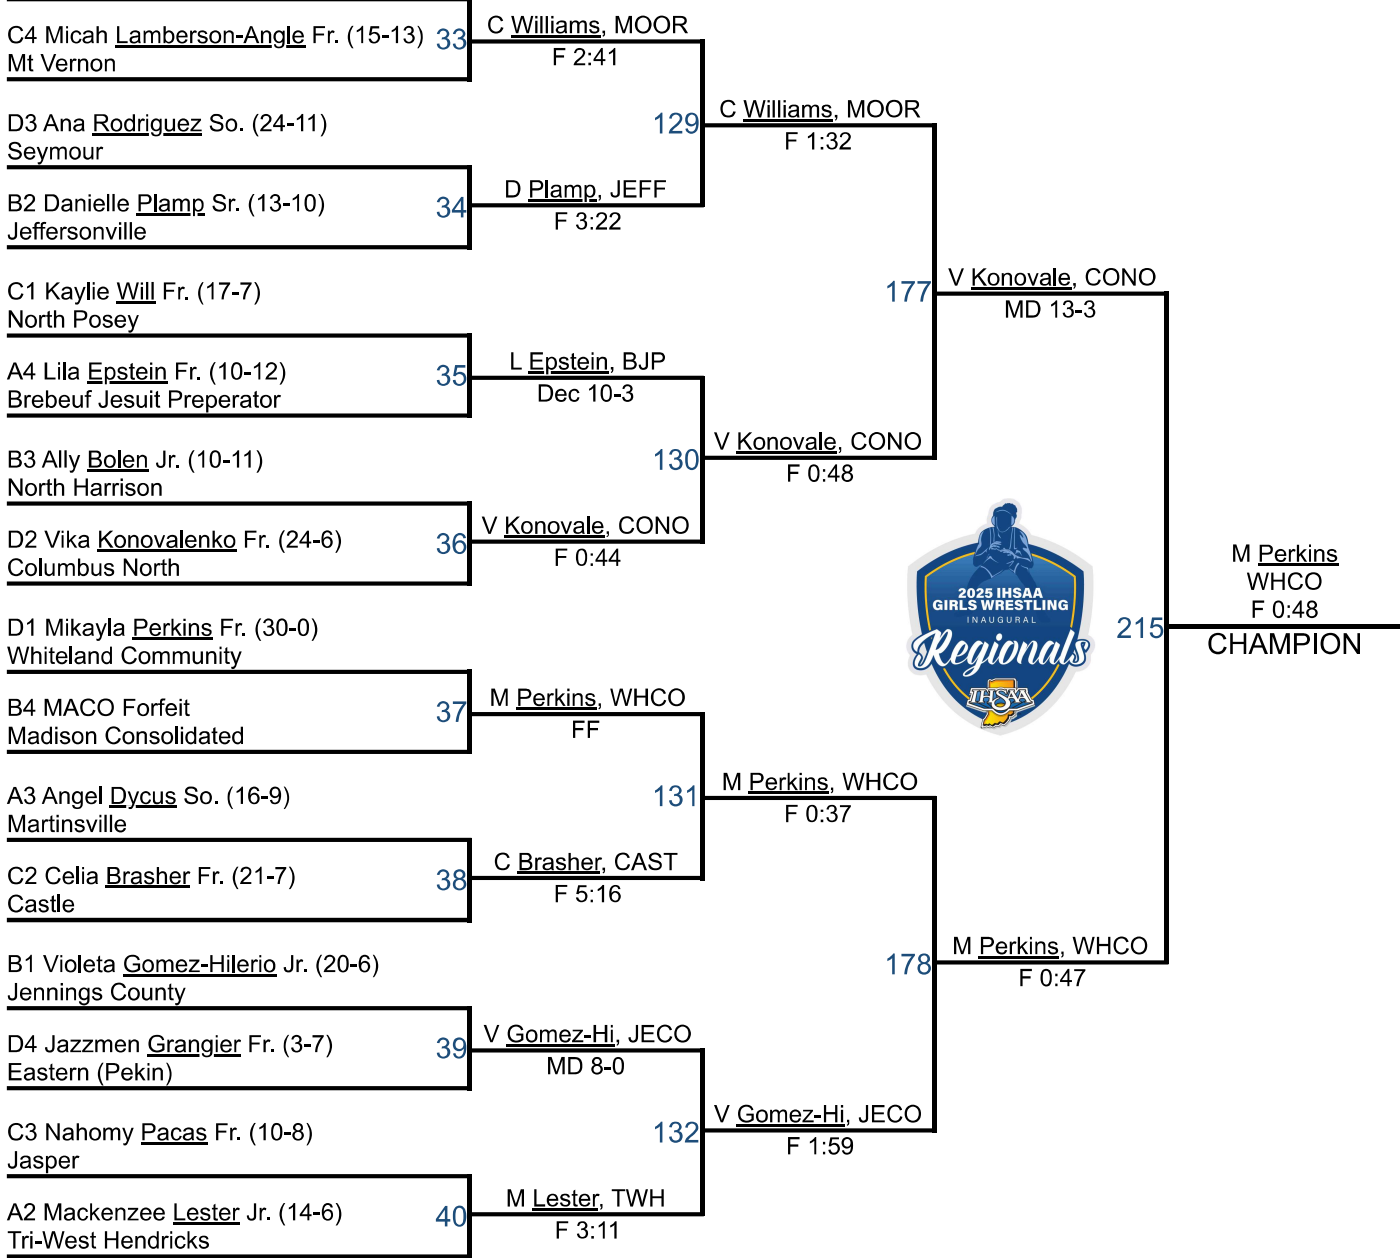 C4 Micah Lamberson-Angle Fr. (15-13)
Mt Vernon
33
C Williams, MOOR
F 2:41
D3 Ana Rodriguez So. (24-11)
Seymour
129
C Williams, MOOR
F 1:32
B2 Danielle Plamp Sr. (13-10)
Jeffersonville
34
D Plamp, JEFF
F 3:22
C1 Kaylie Will Fr. (17-7)
North Posey
177
V Konovale, CONO
MD 13-3
A4 Lila Epstein Fr. (10-12)
Brebeuf Jesuit Preperator
35
L Epstein, BJP
Dec 10-3
B3 Ally Bolen Jr. (10-11)
North Harrison
130
V Konovale, CONO
F 0:48
D2 Vika Konovalenko Fr. (24-6)
Columbus North
36
V Konovale, CONO
F 0:44
2025 IHSAA
GIRLS WRESTLING
INAUGURAL
Regionals
IHSAA
215
M Perkins
WHCO
F 0:48
CHAMPION
D1 Mikayla Perkins Fr. (30-0)
Whiteland Community
B4 MACO Forfeit
Madison Consolidated
37
M Perkins, WHCO
FF
A3 Angel Dycus So. (16-9)
Martinsville
131
M Perkins, WHCO
F 0:37
C2 Celia Brasher Fr. (21-7)
Castle
38
C Brasher, CAST
F 5:16
B1 Violeta Gomez-Hilerio Jr. (20-6)
Jennings County
178
M Perkins, WHCO
F 0:47
D4 Jazzmen Grangier Fr. (3-7)
Eastern (Pekin)
39
V Gomez-Hi, JECO
MD 8-0
C3 Nahomy Pacas Fr. (10-8)
Jasper
132
V Gomez-Hi, JECO
F 1:59
A2 Mackenzee Lester Jr. (14-6)
Tri-West Hendricks
40
M Lester, TWH
F 3:11